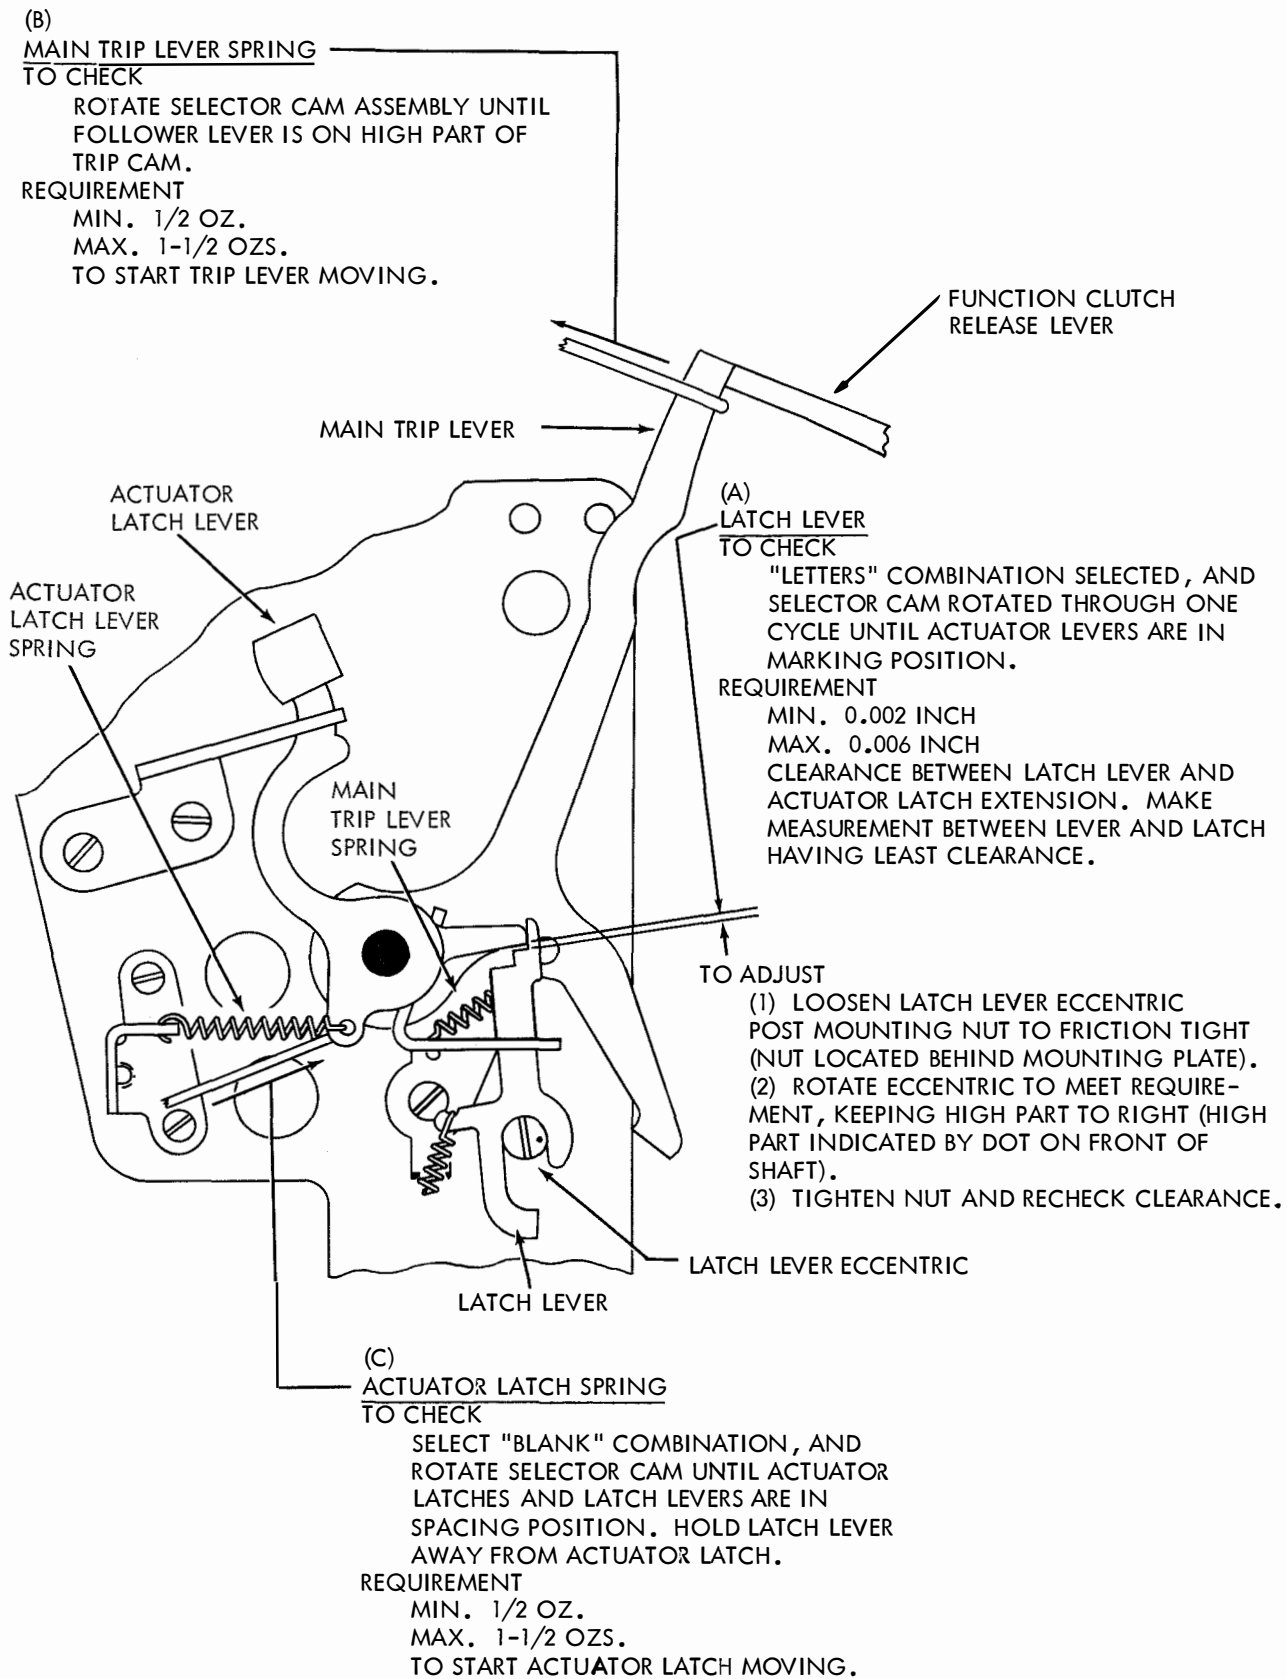 (B)
MAIN TRIP LEVER SPRING
TO CHECK
ROTATE SELECTOR CAM ASSEMBLY UNTIL
FOLLOWER LEVER IS ON HIGH PART OF
TRIP CAM.
REQUIREMENT
MIN. 1/2 OZ.
MAX. 1-1/2 OZS.
TO START TRIP LEVER MOVING.
FUNCTION CLUTCH
RELEASE LEVER
MAIN TRIP LEVER
ACTUATOR
LATCH LEVER
ACTUATOR
LATCH LEVER
SPRING
(A)
LATCH LEVER
TO CHECK
"LETTERS" COMBINATION SELECTED, AND
SELECTOR CAM ROTATED THROUGH ONE
CYCLE UNTIL ACTUATOR LEVERS ARE IN
MARKING POSITION.
REQUIREMENT
MIN. 0.002 INCH
MAX. 0.006 INCH
CLEARANCE BETWEEN LATCH LEVER AND
ACTUATOR LATCH EXTENSION. MAKE
MEASUREMENT BETWEEN LEVER AND LATCH
HAVING LEAST CLEARANCE.
MAIN
TRIP LEVER
SPRING
TO ADJUST
(1) LOOSEN LATCH LEVER ECCENTRIC
POST MOUNTING NUT TO FRICTION TIGHT
(NUT LOCATED BEHIND MOUNTING PLATE).
(2) ROTATE ECCENTRIC TO MEET REQUIRE-
MENT, KEEPING HIGH PART TO RIGHT (HIGH
PART INDICATED BY DOT ON FRONT OF
SHAFT).
(3) TIGHTEN NUT AND RECHECK CLEARANCE.
LATCH LEVER ECCENTRIC
LATCH LEVER
(C)
ACTUATOR LATCH SPRING
TO CHECK
SELECT "BLANK" COMBINATION, AND
ROTATE SELECTOR CAM UNTIL ACTUATOR
LATCHES AND LATCH LEVERS ARE IN
SPACING POSITION. HOLD LATCH LEVER
AWAY FROM ACTUATOR LATCH.
REQUIREMENT
MIN. 1/2 OZ.
MAX. 1-1/2 OZS.
TO START ACTUATOR LATCH MOVING.